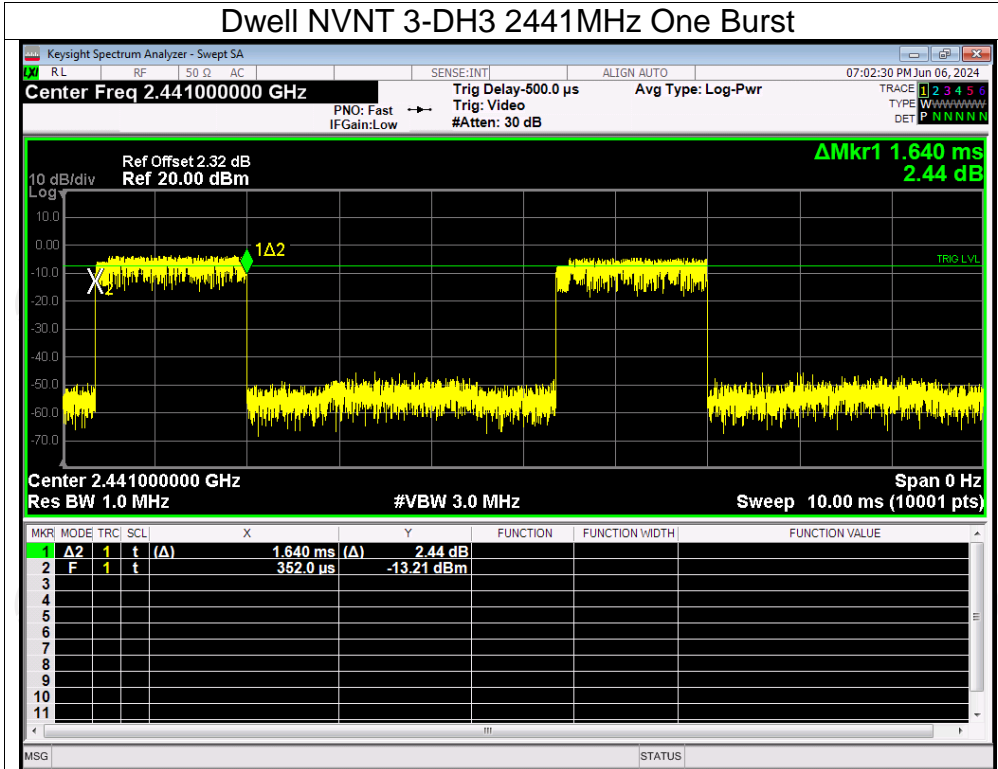 Dwell NVNT 3-DH3 2441MHz One Burst
Keysight Spectrum Analyzer - Swept SA
LXI RL RF 50 Ω AC SENSE:INT ALIGN AUTO 07:02:30 PM Jun 06, 2024
Center Freq 2.441000000 GHz Trig Delay-500.0 µs Avg Type: Log-Pwr TRACE 1 2 3 4 5 6
PNO: Fast Trig: Video TYPE WWWWWW
IFGain:Low #Atten: 30 dB DET P N N N N N
ΔMkr1 1.640 ms
2.44 dB
Ref Offset 2.32 dB
10 dB/div Ref 20.00 dBm
Log
10.0
0.00
1Δ2
TRIG LVL
-10.0
2
-20.0
-30.0
-40.0
-50.0
-60.0
-70.0
Center 2.441000000 GHz Span 0 Hz
Res BW 1.0 MHz #VBW 3.0 MHz Sweep 10.00 ms (10001 pts)
MKR MODE TRC SCL X Y FUNCTION FUNCTION WIDTH FUNCTION VALUE
1 Δ2 1 t (Δ) 1.640 ms (Δ) 2.44 dB
2 F 1 t 352.0 µs -13.21 dBm
3
4
5
6
7
8
9
10
11
MSG STATUS